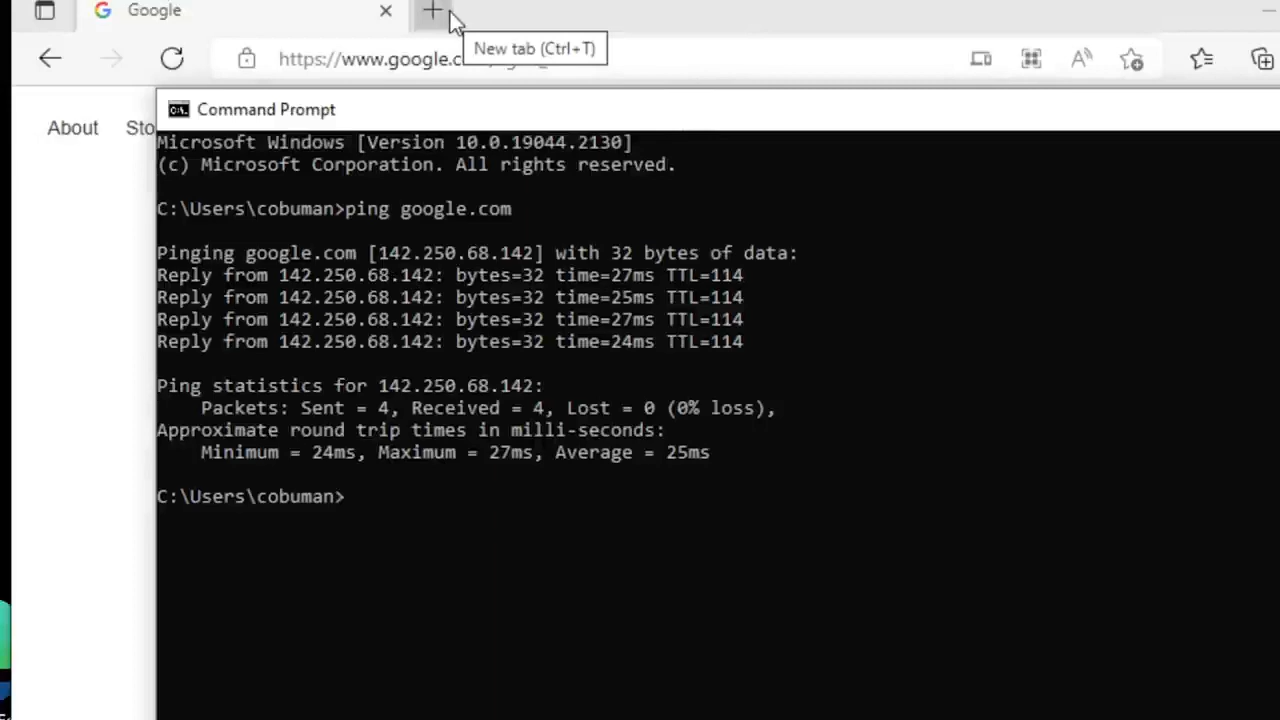 Google
New tab (Ctrl+T)
https://www.google.c
About Sto
Command Prompt
Microsoft Windows [Version 10.0.19044.2130]
(c) Microsoft Corporation. All rights reserved.
C:\Users\cobuman>ping google.com
Pinging google.com [142.250.68.142] with 32 bytes of data:
Reply from 142.250.68.142: bytes=32 time=27ms TTL=114
Reply from 142.250.68.142: bytes=32 time=25ms TTL=114
Reply from 142.250.68.142: bytes=32 time=27ms TTL=114
Reply from 142.250.68.142: bytes=32 time=24ms TTL=114
Ping statistics for 142.250.68.142:
Packets: Sent = 4, Received = 4, Lost = 0 (0% loss),
Approximate round trip times in milli-seconds:
Minimum = 24ms, Maximum = 27ms, Average = 25ms
C:\Users\cobuman>